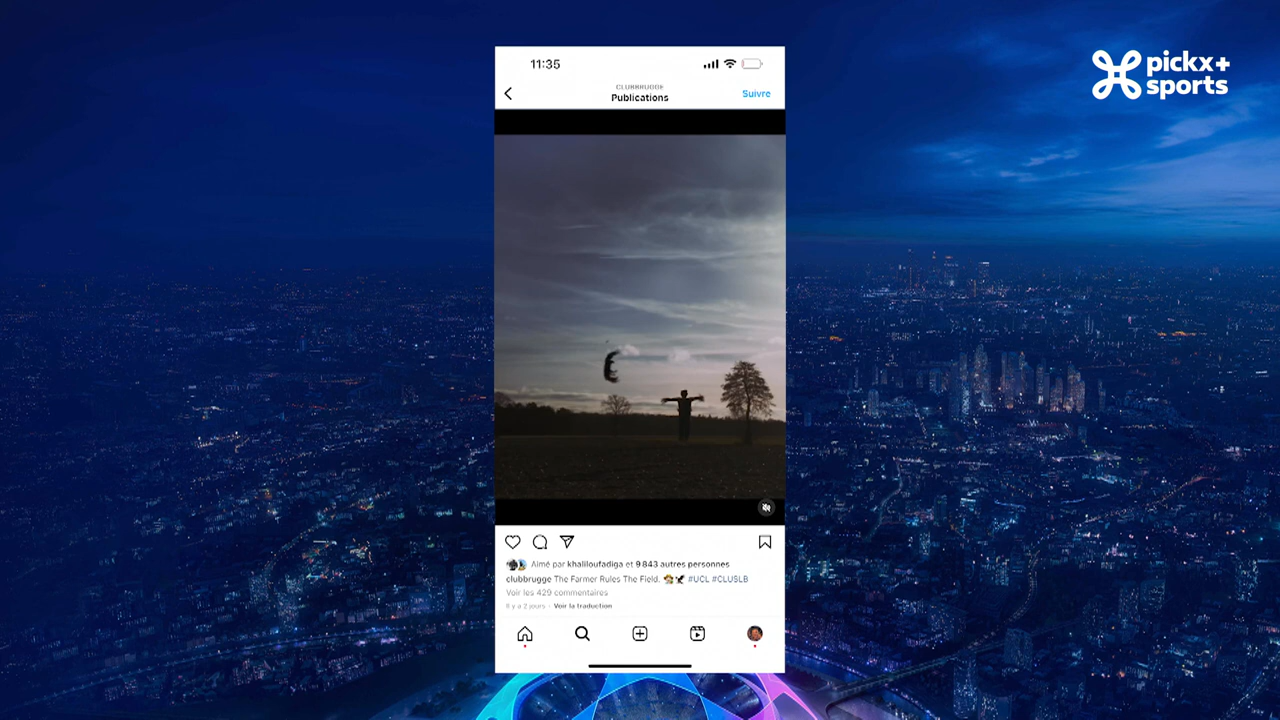 pickx+
sports
11:35
CLUBBRUGGE
Publications
Suivre
Aimé par khaliloufadiga et 9 843 autres personnes
clubbrugge The Farmer Rules The Field. #UCL #CLUSLB
Voir les 429 commentaires
Il y a 2 jours · Voir la traduction